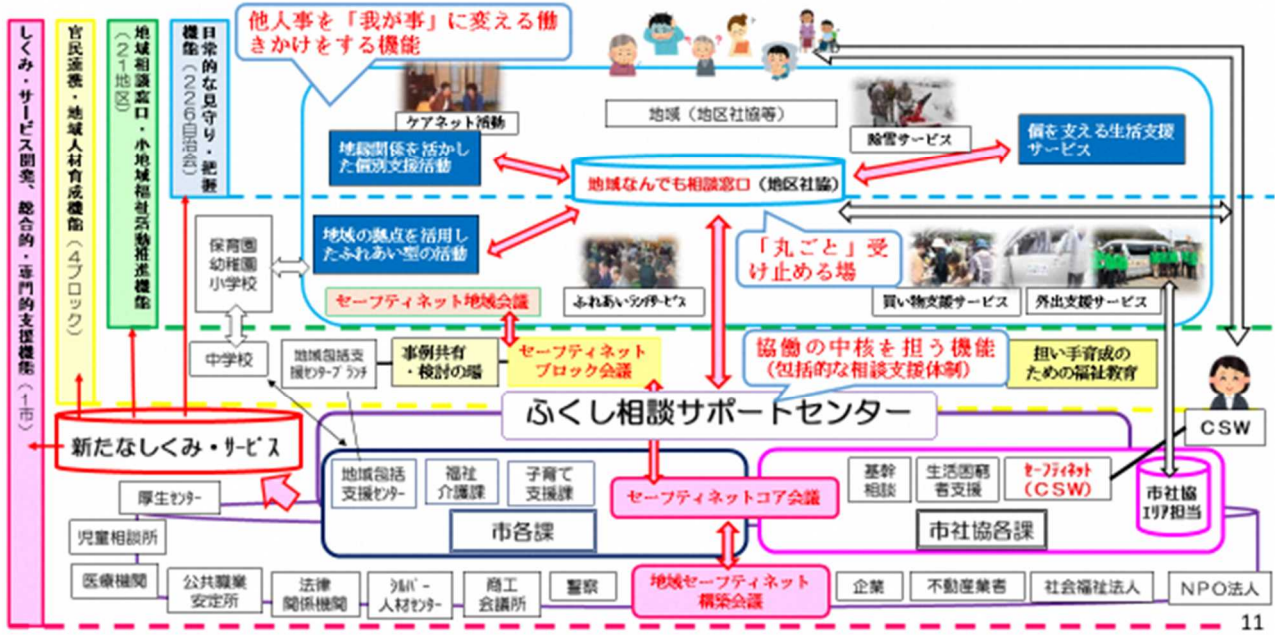 しくみ・サービス開発、総合的・専門的支援機能(1市)
官民連携・地域人材育成機能(4ブロック)
地域相談窓口・小地域福祉活動推進機能
(21地区)
日常的な見守り・把握
機能(226自治会)
他人事を「我が事」に変える働
きかけをする機能
ケアネット活動
地域(地区社協等)
除雪サービス
地縁関係を活かし
た個別支援活動
個を支える生活支援
サービス
地域なんでも相談窓口(地区社協)
地域の拠点を活用し
たふれあい型の活動
「丸ごと」受
け止める場
保育園
幼稚園
小学校
セーフティネット地域会議
ふれあいランチサービス
買い物支援サービス
外出支援サービス
中学校
地域包括支
援センターブランチ
事例共有
・検討の場
セーフティネット
ブロック会議
協働の中核を担う機能
(包括的な相談支援体制)
担い手育成の
ための福祉教育
ふくし相談サポートセンター
CSW
新たなしくみ・サービス
地域包括
支援センター
福祉
介護課
子育て
支援課
セーフティネットコア会議
基幹
相談
生活困窮
者支援
セーフティネット
(CSW)
市社協
エリア担当
市各課
市社協各課
厚生センター
児童相談所
医療機関
公共職業
安定所
法律
関係機関
シルバー
人材センター
商工
会議所
警察
地域セーフティネット
構築会議
企業
不動産業者
社会福祉法人
NPO法人
11